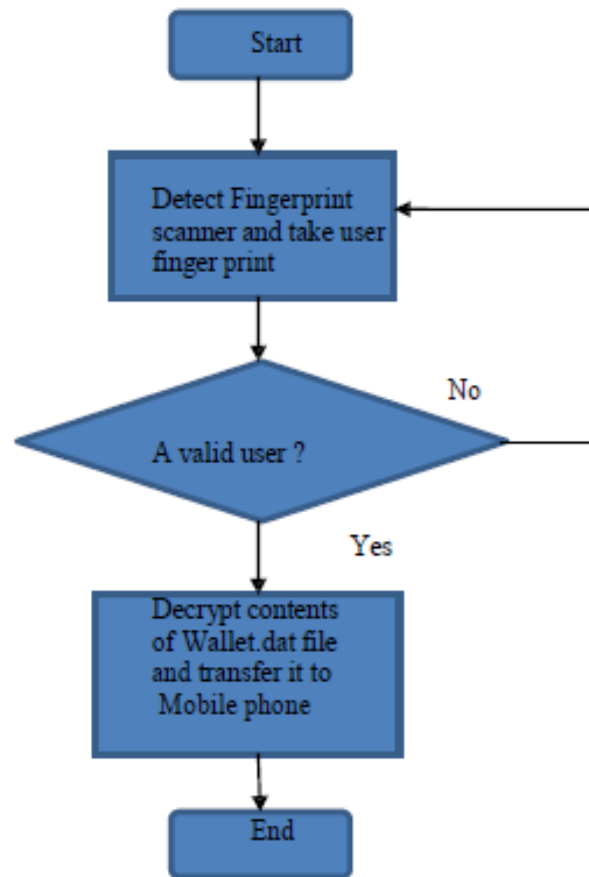 Start
Detect Fingerprint
scanner and take user
finger print
No
A valid user ?
Yes
Decrypt contents
of Wallet.dat file
and transfer it to
Mobile phone
End